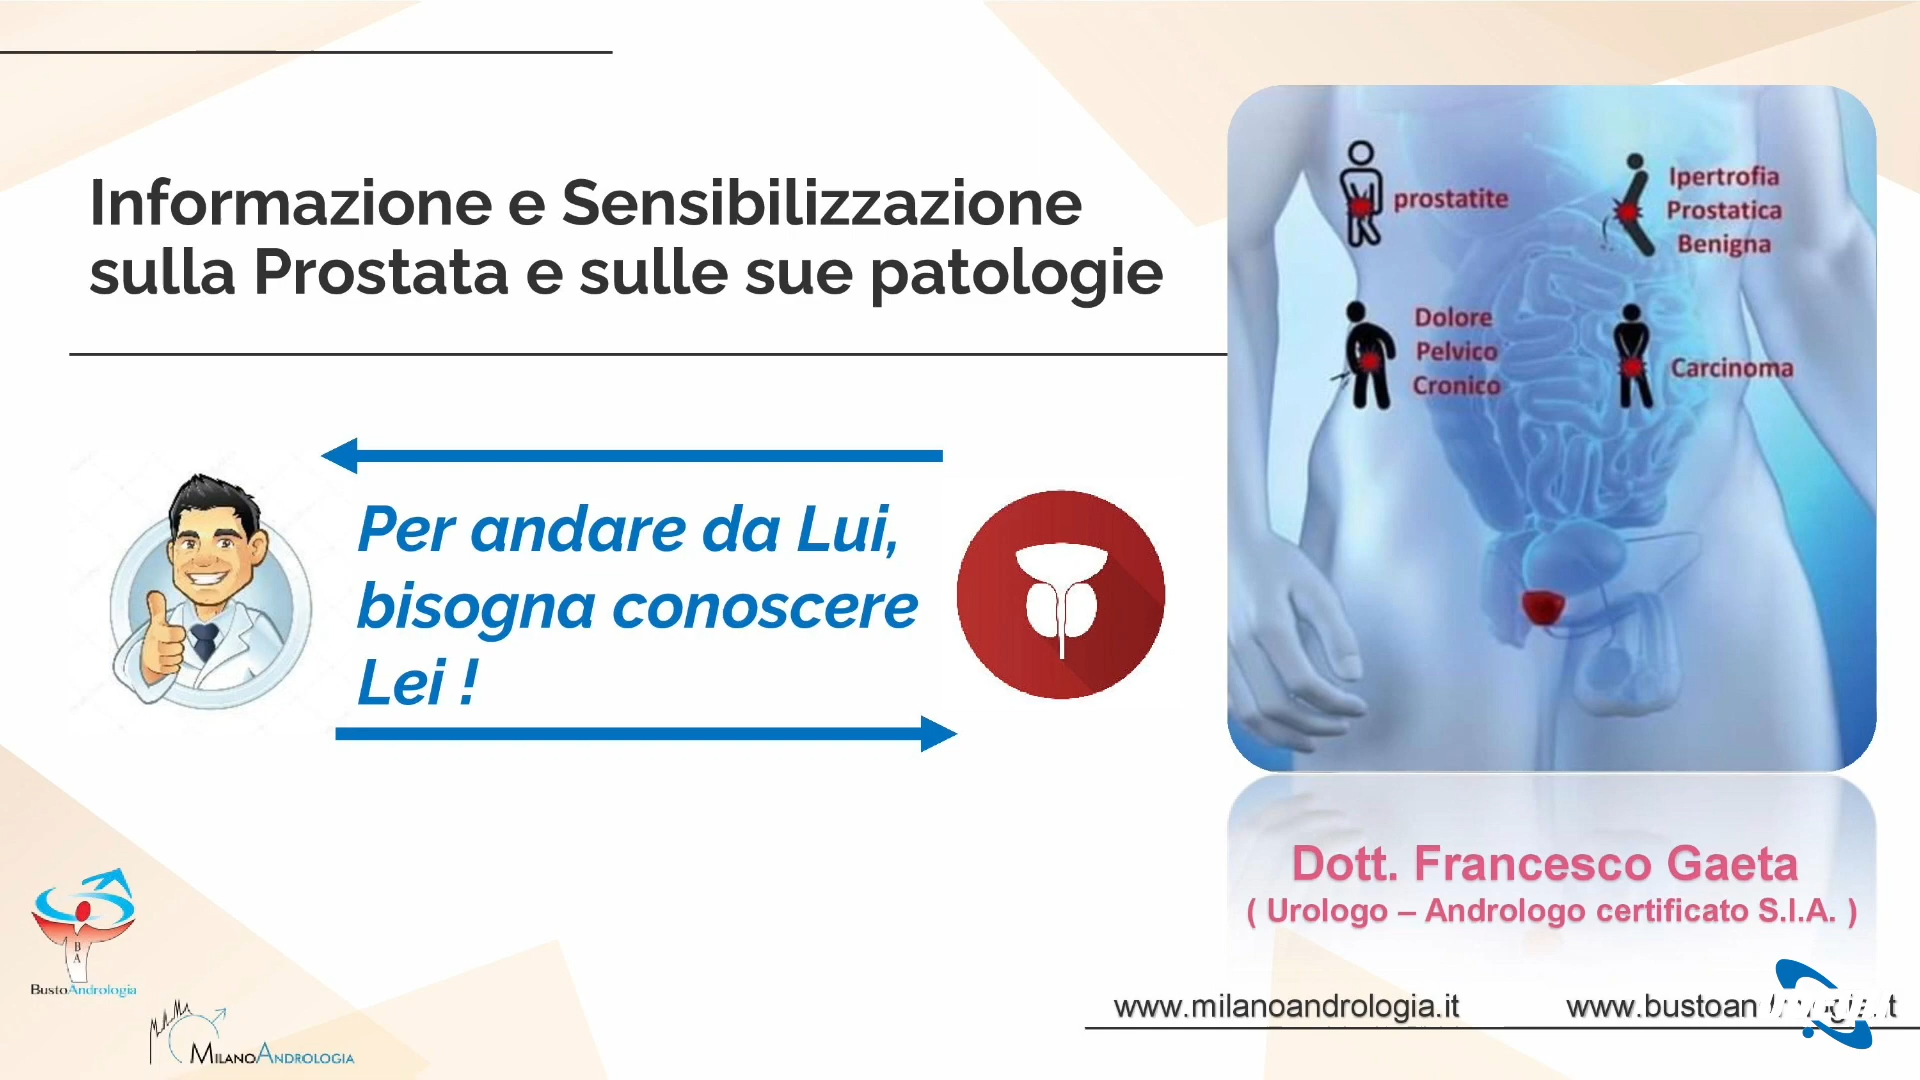 Informazione e Sensibilizzazione
sulla Prostata e sulle sue patologie
prostatite
Ipertrofia
Prostatica
Benigna
Dolore
Pelvico
Cronico
Carcinoma
Per andare da Lui,
bisogna conoscere
Lei !
Dott. Francesco Gaeta
( Urologo – Andrologo certificato S.I.A. )
B
A
BustoAndrologia
MILANOANDROLOGIA
www.milanoandrologia.it